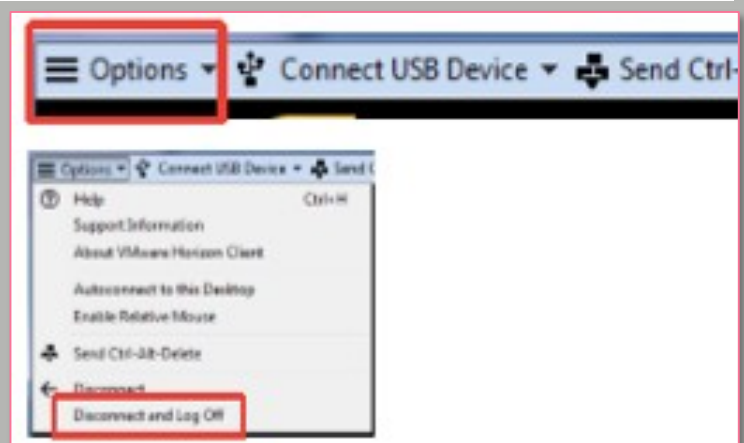 Options Connect USB Device Send Ctrl-
Options Connect USB Device Send C
Help Ctrl+H
Support Information
About VMware Horizon Client
Autoconnect to this Desktop
Enable Relative Mouse
Send Ctrl-Alt-Delete
Disconnect
Disconnect and Log Off